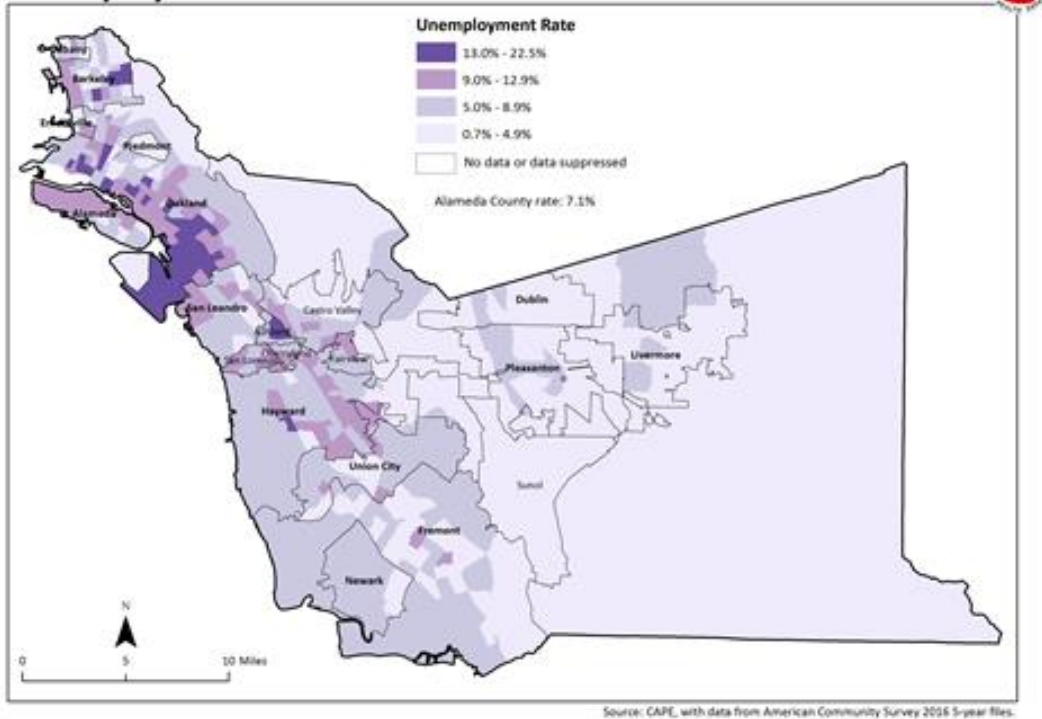 Unemployment Rate
13.0% - 22.5%
9.0% - 12.9%
5.0% - 8.9%
0.7% - 4.9%
No data or data suppressed
Alameda County rate: 7.1%
Albany
Berkeley
Emeryville
Piedmont
Oakland
Alameda
San Leandro
Castro Valley
Fairview
Dublin
Livermore
Pleasanton
Hayward
Union City
Sunol
Fremont
Newark
N
0 5 10 Miles
Source: CAPE, with data from American Community Survey 2016 5-year files.